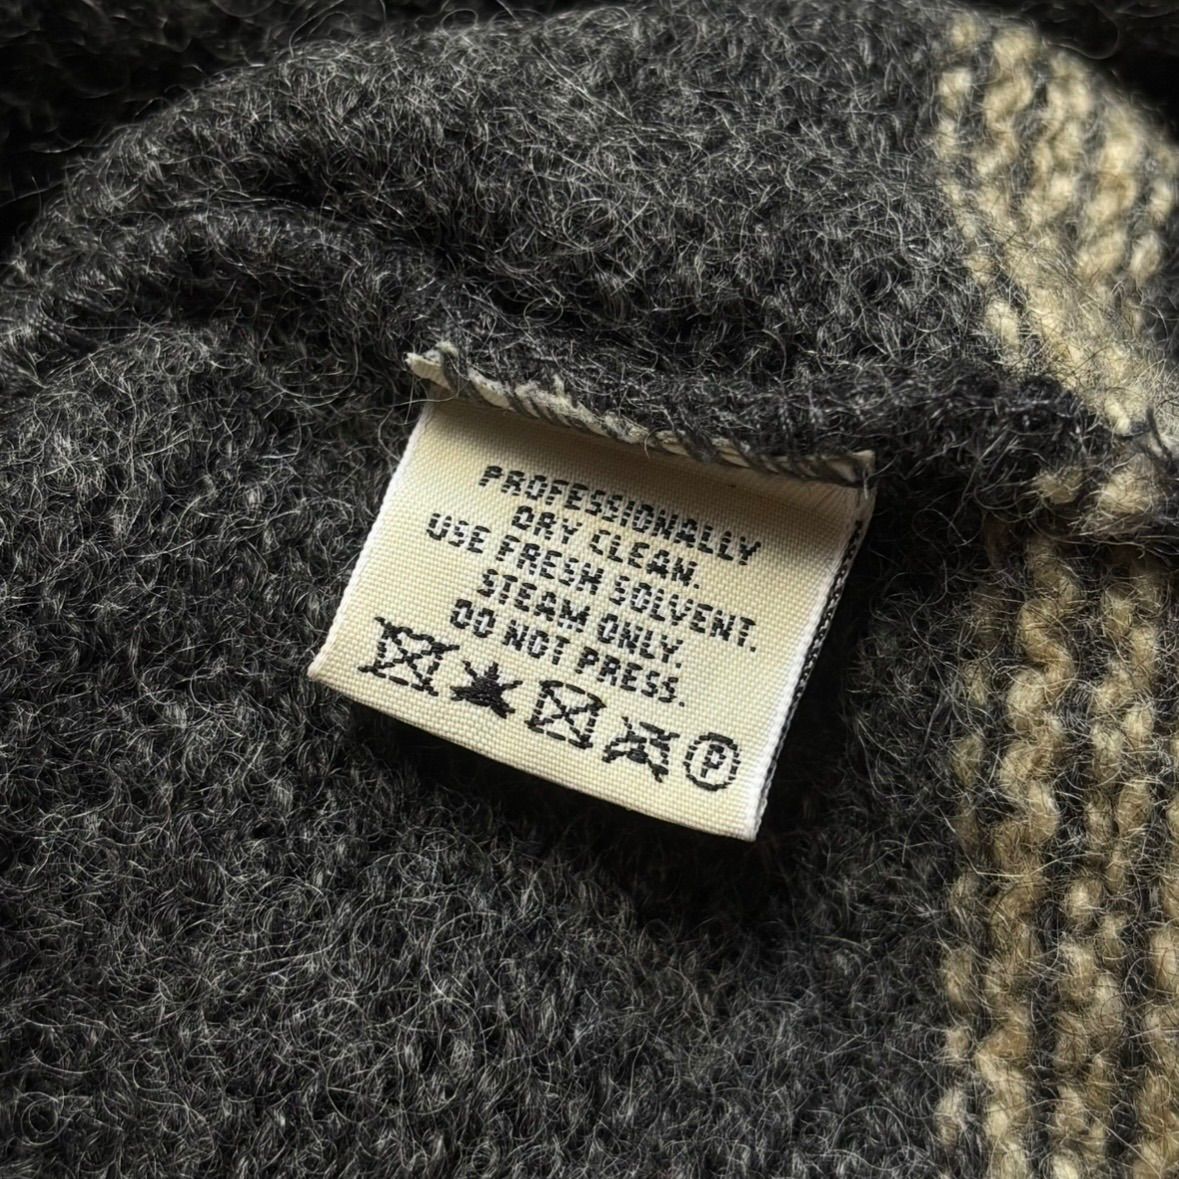 PROFESSIONALLY
DRY CLEAN.
USE FRESH SOLVENT.
STEAM ONLY.
DO NOT PRESS.
P